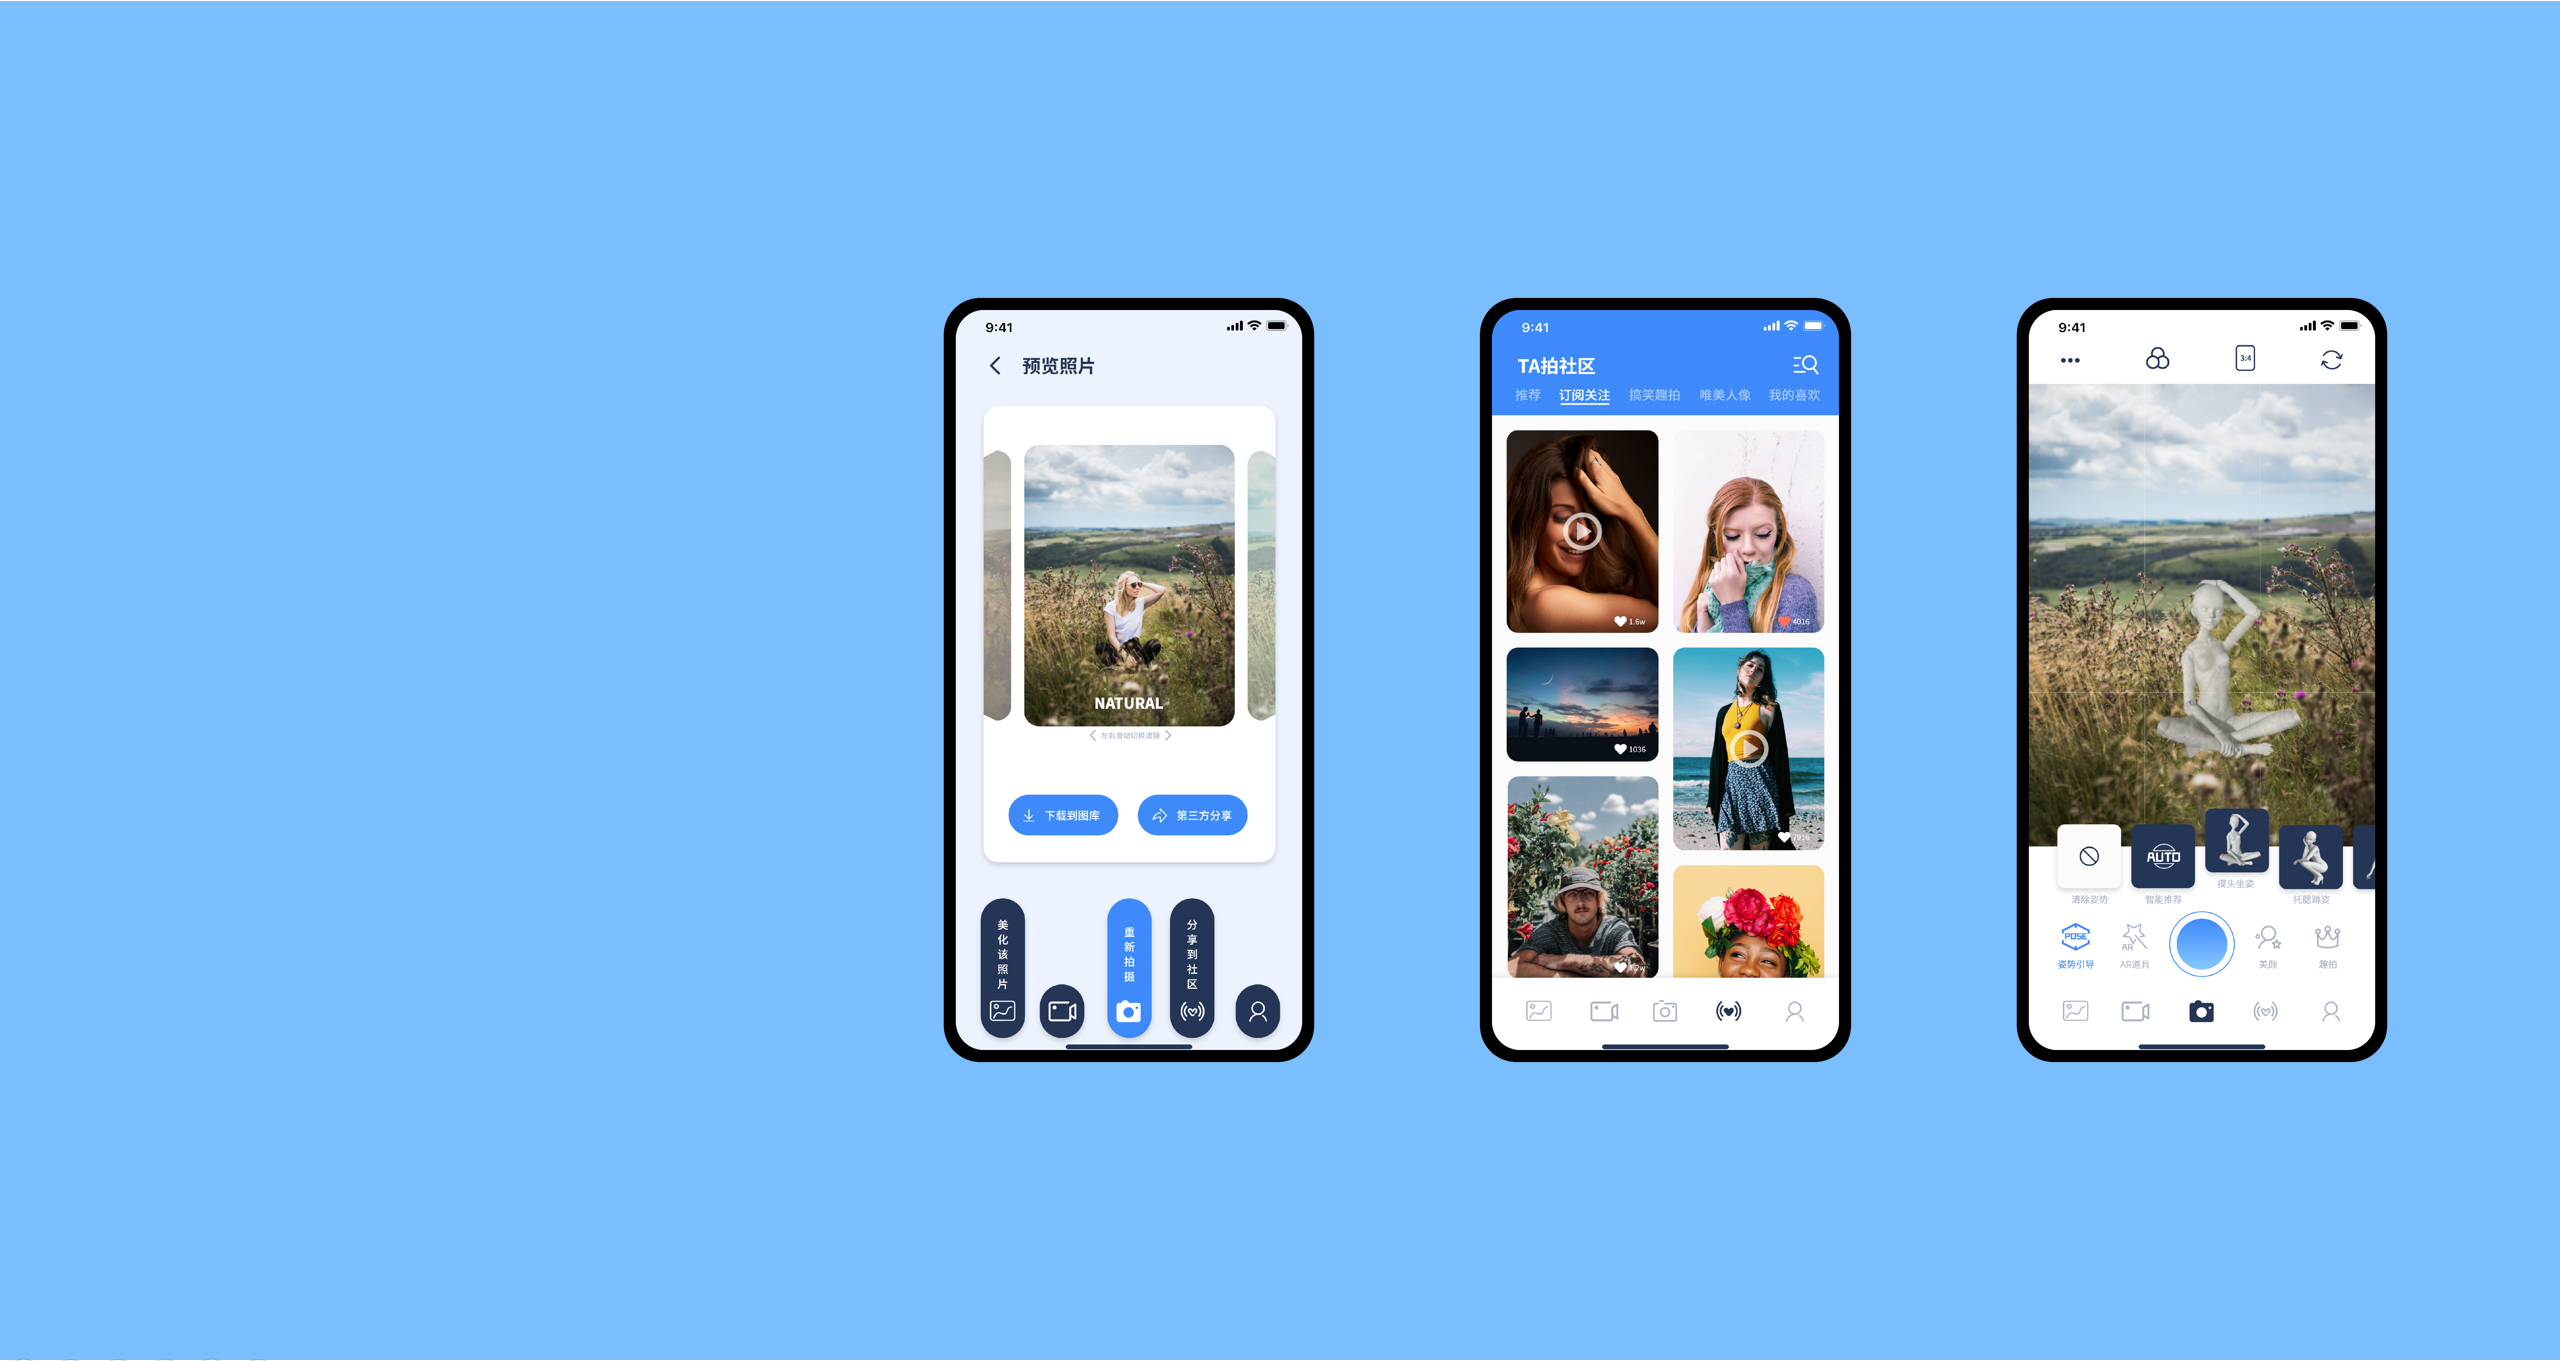 9:41
预览照片
NATURAL
左右滑动切换滤镜
下载到图库
第三方分享
美化该照片
重新拍摄
分享到社区
9:41
TA拍社区
推荐 订阅关注 搞笑趣拍 唯美人像 我的喜欢
1.6w
4016
1036
7916
1.2w
9:41
3:4
AUTO
清除姿势
智能推荐
摸头坐姿
托腮蹲姿
POSE
AR
姿势引导
AR道具
美颜
趣拍